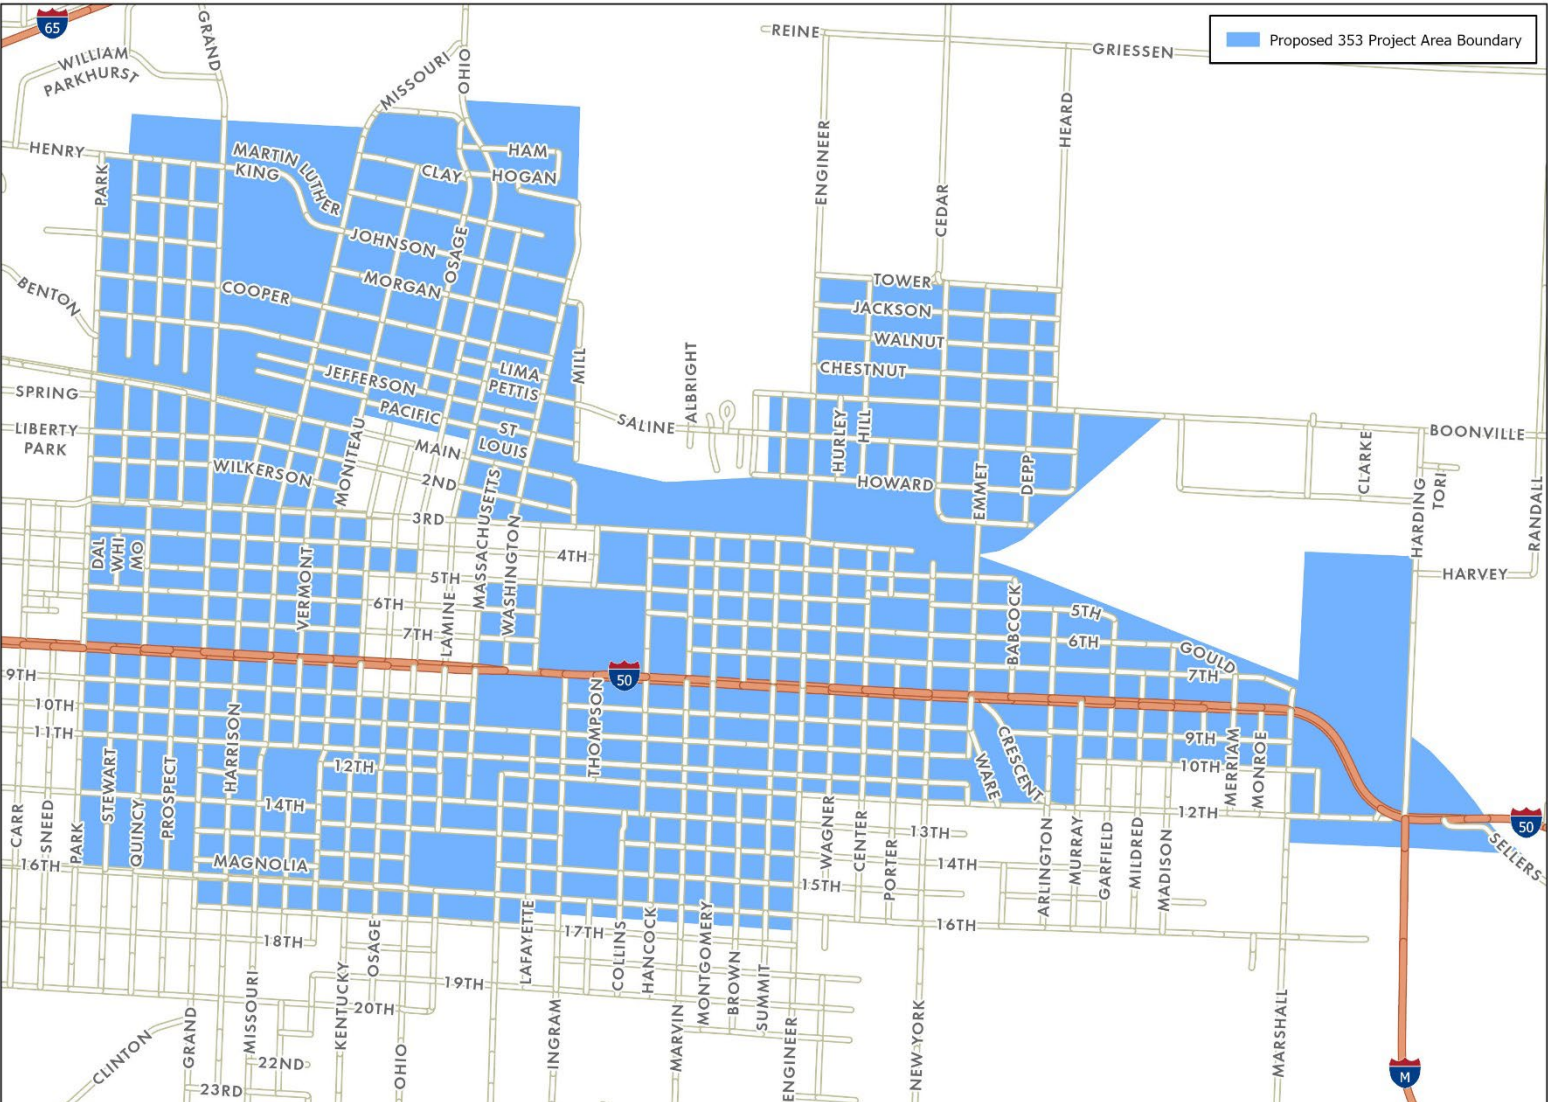 65
GRAND
WILLIAM
PARKHURST
MISSOURI
OHIO
REINE
GRIESSEN
Proposed 353 Project Area Boundary
HENRY
PARK
MARTIN LUTHER
KING
CLAY
HAM
HOGAN
ENGINEER
CEDAR
HEARD
JOHNSON
OSAGE
MORGAN
COOPER
BENTON
TOWER
JACKSON
WALNUT
CHESTNUT
LIMA
PETTIS
MILL
ALBRIGHT
JEFFERSON
PACIFIC
SPRING
LIBERTY
PARK
SALINE
ST
LOUIS
MAIN
MONITEAU
WILKERSON
2ND
HURLEY
HILL
HOWARD
EMMET
DEPP
BOONVILLE
CLARKE
TORI
HARDING
RANDALL
HARVEY
3RD
MASSACHUSETTS
WASHINGTON
DAL
WHI
MO
VERMONT
4TH
5TH
6TH
7TH
LAMINE
BABCOCK
5TH
6TH
GOULD
7TH
50
9TH
10TH
11TH
HARRISON
THOMPSON
WARE
CRESCENT
9TH
10TH
MERRIAM
MONROE
STEWART
QUINCY
PROSPECT
12TH
14TH
12TH
CARR
SNEED
PARK
16TH
MAGNOLIA
WAGNER
CENTER
PORTER
13TH
14TH
15TH
16TH
ARLINGTON
MURRAY
GARFIELD
MILDRED
MADISON
50
SELLERS
18TH
OSAGE
LAFAYETTE
17TH
COLLINS
HANCOCK
MONTGOMERY
BROWN
SUMMIT
19TH
20TH
MISSOURI
KENTUCKY
CLINTON
GRAND
22ND
23RD
OHIO
INGRAM
MARVIN
ENGINEER
NEW YORK
MARSHALL
M